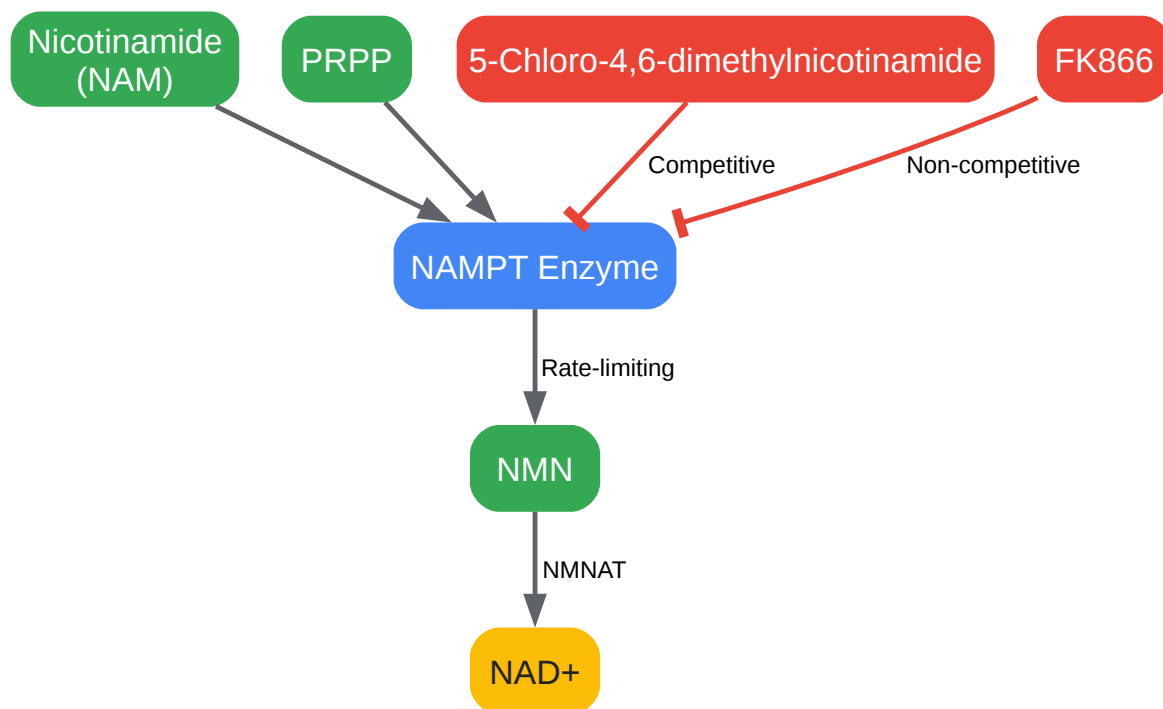 Nicotinamide
(NAM)
PRPP
5-Chloro-4,6-dimethylnicotinamide
FK866
Competitive
Non-competitive
NAMPT Enzyme
Rate-limiting
NMN
NMNAT
NAD+